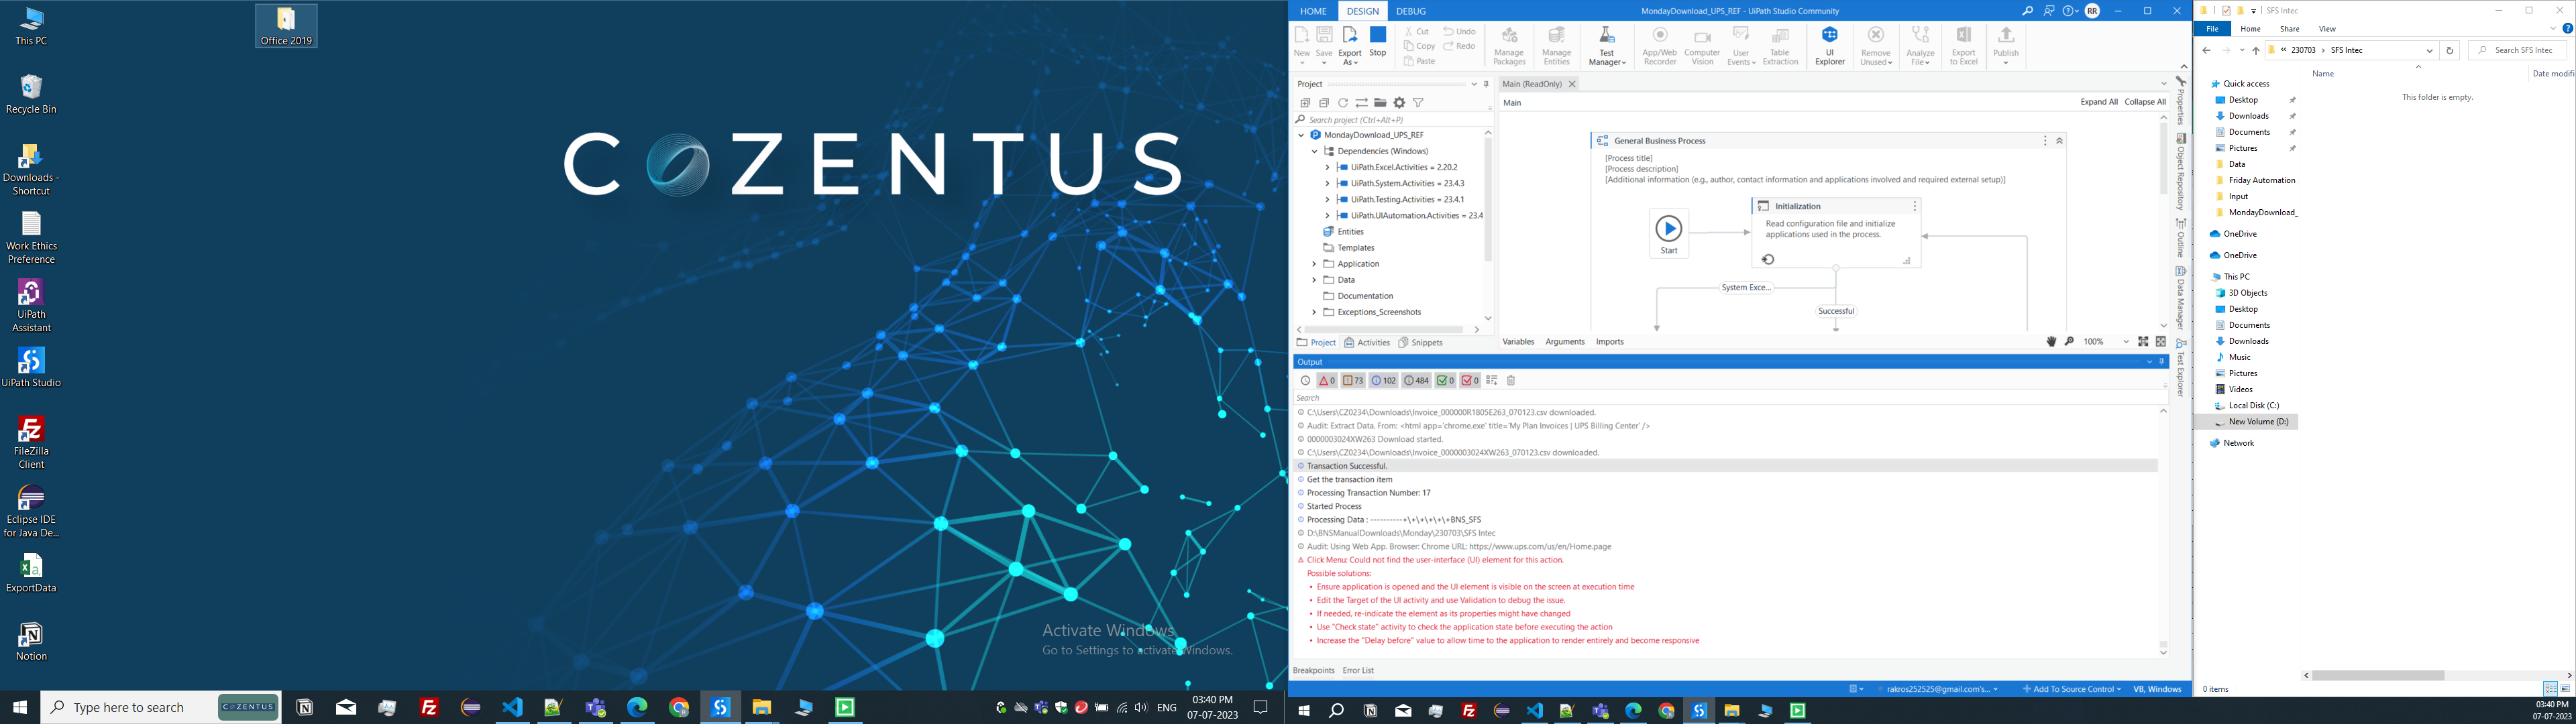 This PC
Office 2019
Recycle Bin
Downloads -
Shortcut
Work Ethics
Preference
UiPath
Assistant
UiPath Studio
FileZilla
Client
Eclipse IDE
for Java De...
ExportData
Notion
COZENTUS
Activate Windows
Go to Settings to activate Windows.
Type here to search
COZENTUS
ENG
03:40 PM
07-07-2023
HOME
DESIGN
DEBUG
MondayDownload_UPS_REF - UiPath Studio Community
RR
New
Save
Export
As
Stop
Cut
Copy
Paste
Undo
Redo
Manage
Packages
Manage
Entities
Test
Manager
App/Web
Recorder
Computer
Vision
User
Events
Table
Extraction
UI
Explorer
Remove
Unused
Analyze
File
Export
to Excel
Publish
Project
Search project (Ctrl+Alt+P)
MondayDownload_UPS_REF
Dependencies (Windows)
UiPath.Excel.Activities = 2.20.2
UiPath.System.Activities = 23.4.3
UiPath.Testing.Activities = 23.4.1
UiPath.UIAutomation.Activities = 23.4
Entities
Templates
Application
Data
Documentation
Exceptions_Screenshots
Project
Activities
Snippets
Main (ReadOnly)
Main
Expand All
Collapse All
General Business Process
[Process title]
[Process description]
[Additional information (e.g., author, contact information and applications involved and required external setup)]
Start
Initialization
Read configuration file and initialize
applications used in the process.
System Exce...
Successful
Variables
Arguments
Imports
100%
Properties
Object Repository
Outline
Data Manager
Test Explorer
Output
0
73
102
484
0
0
Search
C:\Users\CZ0234\Downloads\Invoice_000000R1805E263_070123.csv downloaded.
Audit: Extract Data. From: <html app='chrome.exe' title='My Plan Invoices | UPS Billing Center' />
0000003024XW263 Download started.
C:\Users\CZ0234\Downloads\Invoice_0000003024XW263_070123.csv downloaded.
Transaction Successful.
Get the transaction item
Processing Transaction Number: 17
Started Process
Processing Data : ----------+\+\+\+\+\+BNS_SFS
D:\BNSManualDownloads\Monday\230703\SFS Intec
Audit: Using Web App. Browser: Chrome URL: https://www.ups.com/us/en/Home.page
Click Menu: Could not find the user-interface (UI) element for this action.
Possible solutions:
• Ensure application is opened and the UI element is visible on the screen at execution time
• Edit the Target of the UI activity and use Validation to debug the issue.
• If needed, re-indicate the element as its properties might have changed
• Use "Check state" activity to check the application state before executing the action
• Increase the "Delay before" value to allow time to the application to render entirely and become responsive
Breakpoints
Error List
rakros252525@gmail.com's...
Add To Source Control
VB, Windows
SFS Intec
File
Home
Share
View
« 230703 › SFS Intec
Search SFS Intec
Name
Date modifi
This folder is empty.
Quick access
Desktop
Downloads
Documents
Pictures
Data
Friday Automation
Input
MondayDownload_
OneDrive
OneDrive
This PC
3D Objects
Desktop
Documents
Downloads
Music
Pictures
Videos
Local Disk (C:)
New Volume (D:)
Network
0 items
03:40 PM
07-07-2023